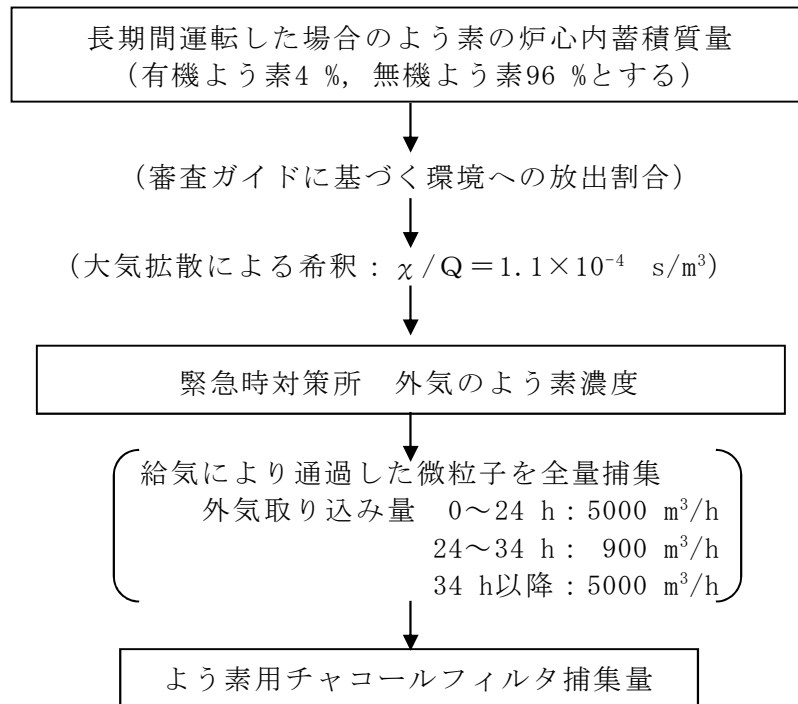 長期間運転した場合のよう素の炉心内蓄積質量
(有機よう素4 %, 無機よう素96 %とする)
(審査ガイドに基づく環境への放出割合)
(大気拡散による希釈:χ/Q=1.1×10⁻⁴ s/m³)
緊急時対策所 外気のよう素濃度
給気により通過した微粒子を全量捕集
外気取り込み量 0～24 h:5000 m³/h
24～34 h: 900 m³/h
34 h以降:5000 m³/h
よう素用チャコールフィルタ捕集量